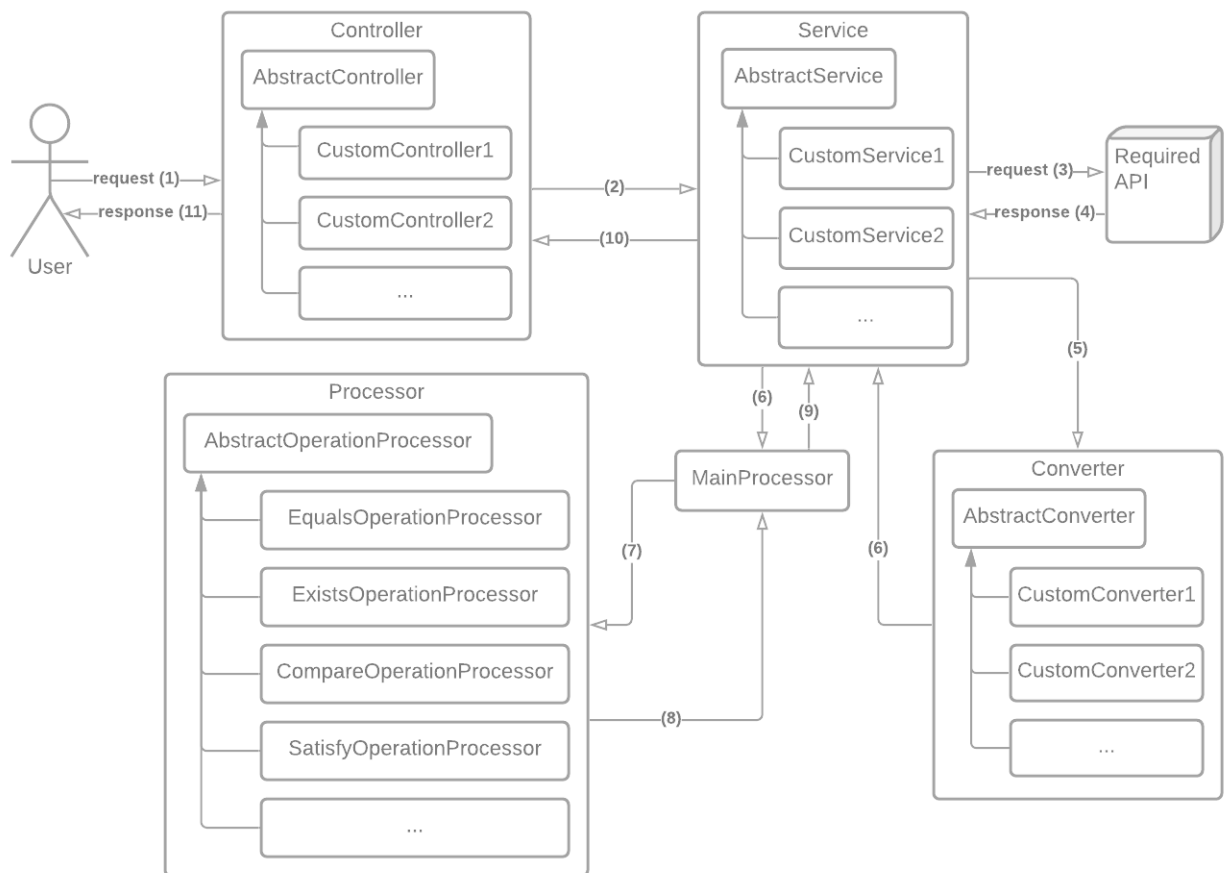 Controller
AbstractController
CustomController1
CustomController2
...
Service
AbstractService
CustomService1
CustomService2
...
Required
API
User
request (1)
response (11)
(2)
(10)
request (3)
response (4)
(5)
(6)
(9)
(6)
(7)
(8)
Processor
AbstractOperationProcessor
EqualsOperationProcessor
ExistsOperationProcessor
CompareOperationProcessor
SatisfyOperationProcessor
...
MainProcessor
Converter
AbstractConverter
CustomConverter1
CustomConverter2
...